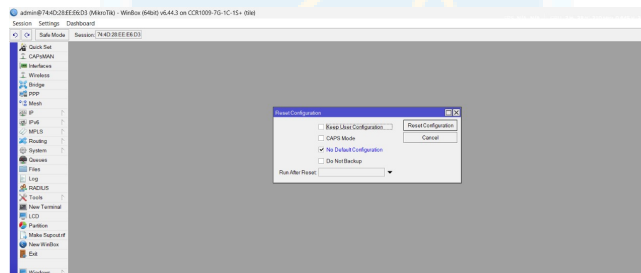 admin@74:4D:28:EE:E6:D3 (MikroTik) - WinBox (64bit) v6.44.3 on CCR1009-7G-1C-1S+ (tile)
Session Settings Dashboard
Safe Mode Session: 74:4D:28:EE:E6:D3
Quick Set
CAPsMAN
Interfaces
Wireless
Bridge
PPP
Mesh
IP
IPv6
MPLS
Routing
System
Queues
Files
Log
RADIUS
Tools
New Terminal
LCD
Partition
Make Supout.rif
New WinBox
Exit
Windows
Reset Configuration
Keep User Configuration
CAPS Mode
No Default Configuration
Do Not Backup
Run After Reset:
Reset Configuration
Cancel